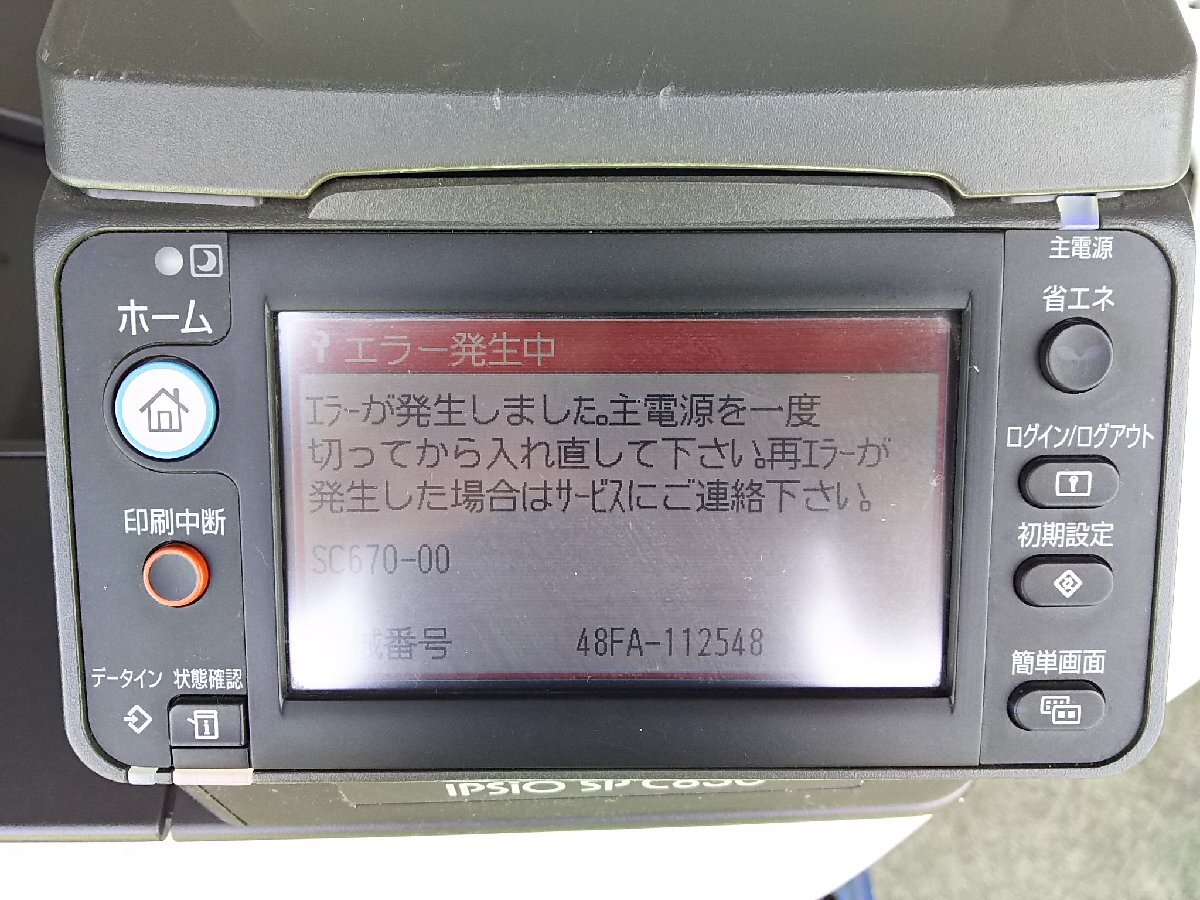 主電源
省エネ
ホーム
エラー発生中
エラーが発生しました。主電源を一度
切ってから入れ直して下さい。再エラーが
発生した場合はサービスにご連絡下さい。
SC670-00
械番号 48FA-112548
ログイン/ログアウト
印刷中断
初期設定
簡単画面
データイン 状態確認
IPSIO SP